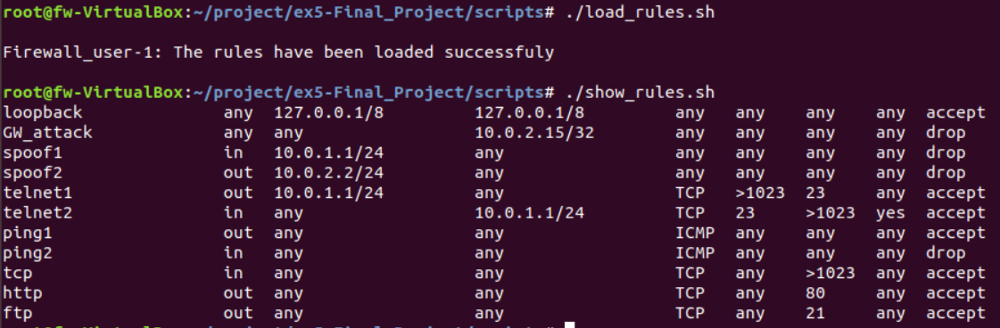 root@fw-VirtualBox:~/project/ex5-Final_Project/scripts# ./load_rules.sh
Firewall_user-1: The rules have been loaded successfuly
root@fw-VirtualBox:~/project/ex5-Final_Project/scripts# ./show_rules.sh
loopback any 127.0.0.1/8 127.0.0.1/8 any any any any accept
GW_attack any any 10.0.2.15/32 any any any any drop
spoof1 in 10.0.1.1/24 any any any any any drop
spoof2 out 10.0.2.2/24 any any any any any drop
telnet1 out 10.0.1.1/24 any TCP >1023 23 any accept
telnet2 in any 10.0.1.1/24 TCP 23 >1023 yes accept
ping1 out any any ICMP any any any accept
ping2 in any any ICMP any any any drop
tcp in any any TCP any >1023 any accept
http out any any TCP any 80 any accept
ftp out any any TCP any 21 any accept